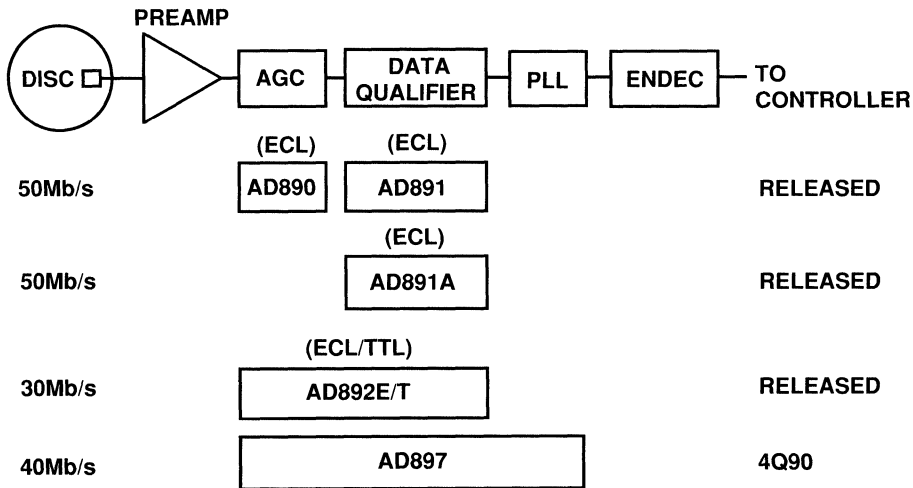 PREAMP
DISC
AGC
DATA
QUALIFIER
PLL
ENDEC
TO
CONTROLLER
(ECL)
(ECL)
50Mb/s
AD890
AD891
RELEASED
(ECL)
50Mb/s
AD891A
RELEASED
(ECL/TTL)
30Mb/s
AD892E/T
RELEASED
40Mb/s
AD897
4Q90